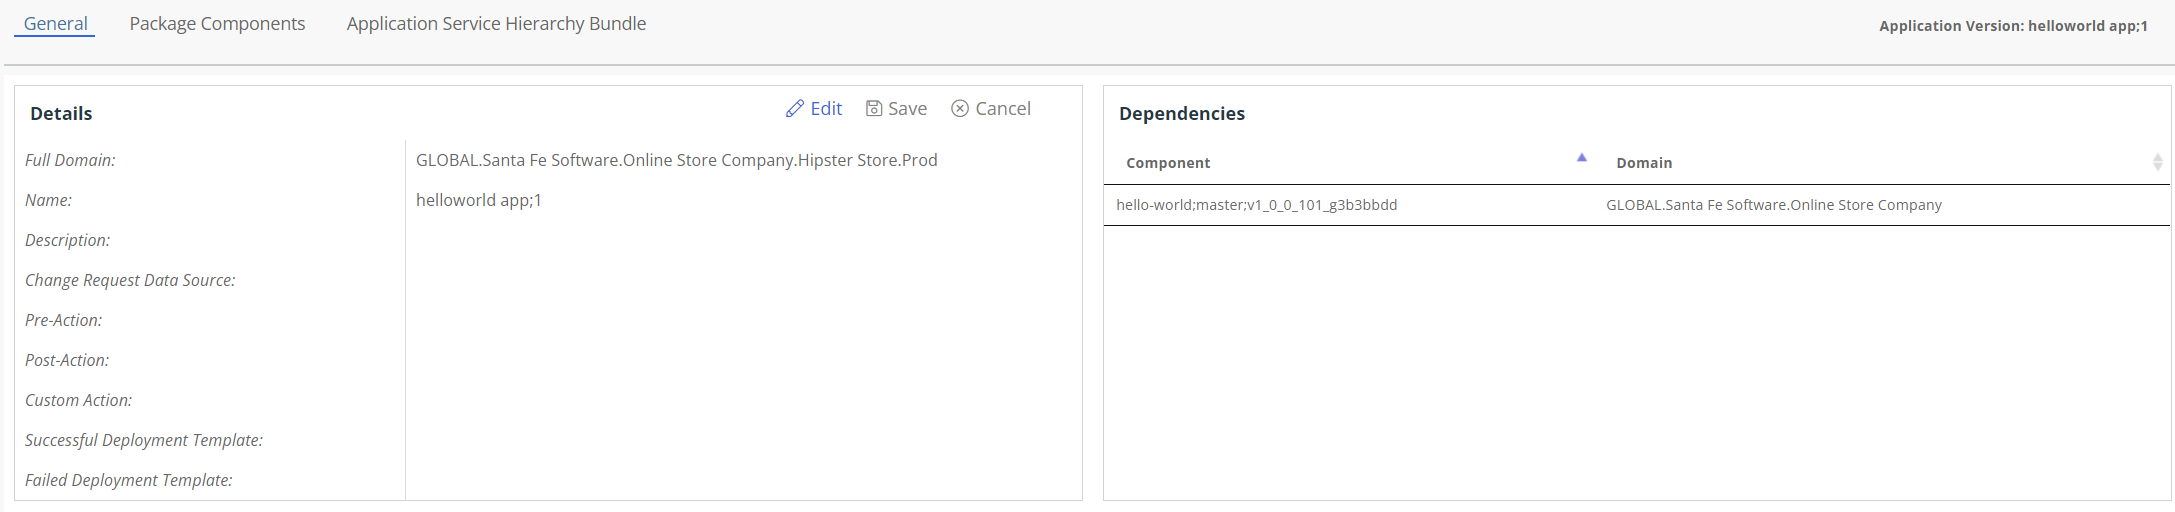 General Package Components Application Service Hierarchy Bundle Application Version: helloworld app;1
Details Edit Save Cancel
Full Domain: GLOBAL.Santa Fe Software.Online Store Company.Hipster Store.Prod
Name: helloworld app;1
Description:
Change Request Data Source:
Pre-Action:
Post-Action:
Custom Action:
Successful Deployment Template:
Failed Deployment Template:
Dependencies
Component Domain
hello-world;master;v1_0_0_101_g3b3bbdd GLOBAL.Santa Fe Software.Online Store Company